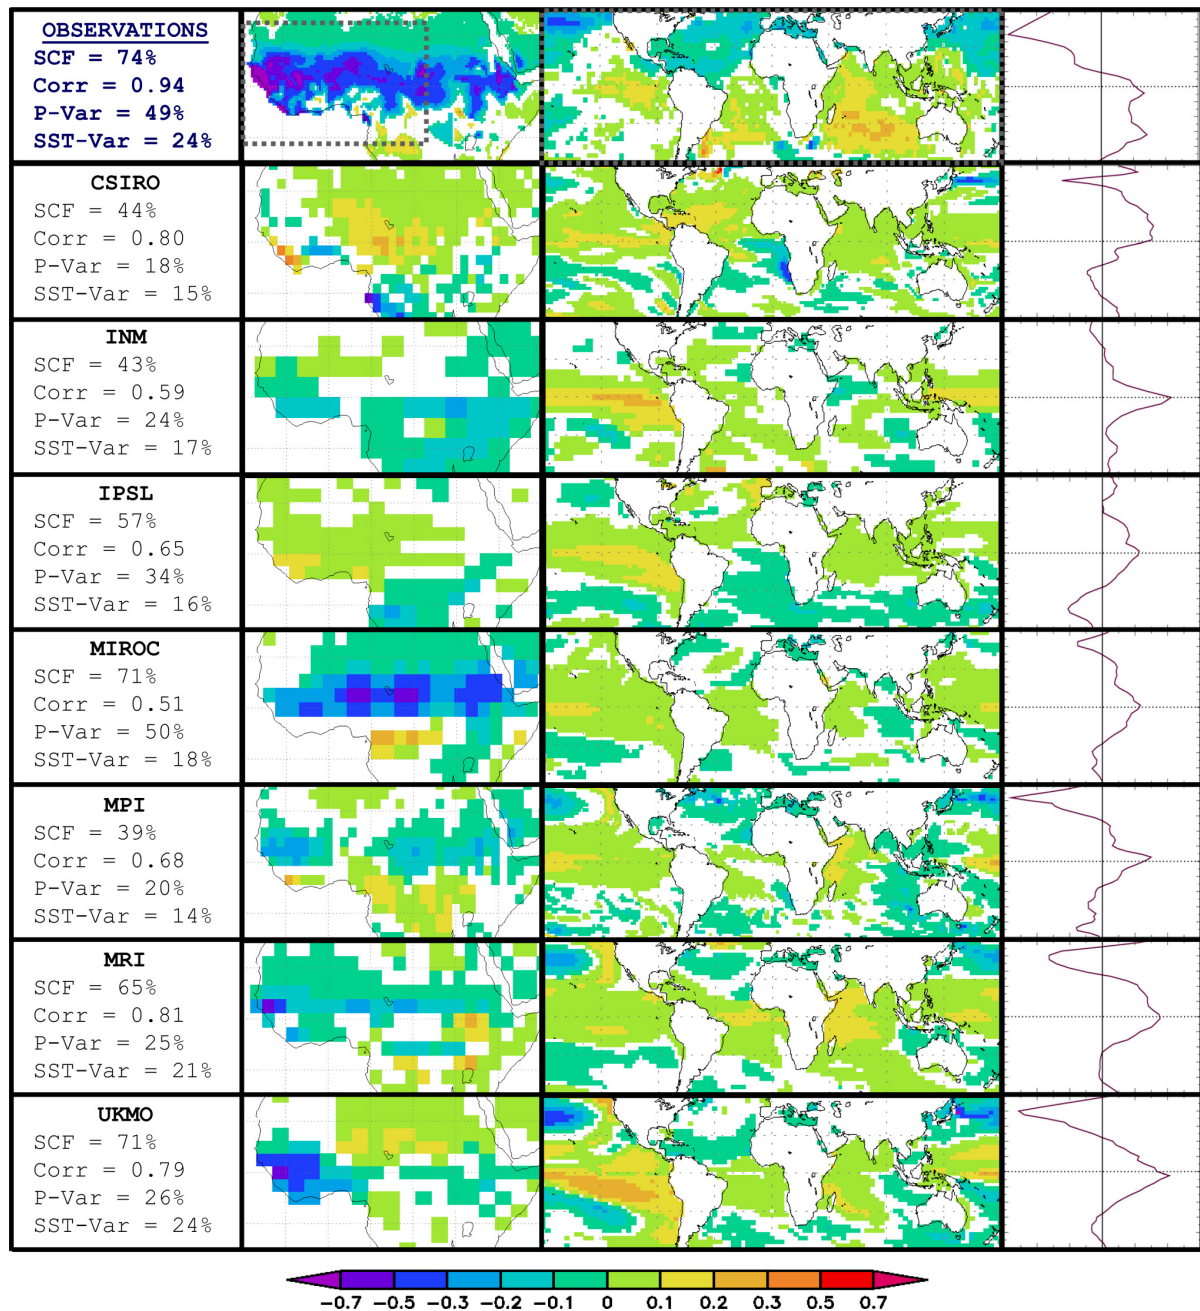 OBSERVATIONS
SCF = 74%
Corr = 0.94
P-Var = 49%
SST-Var = 24%
CSIRO
SCF = 44%
Corr = 0.80
P-Var = 18%
SST-Var = 15%
INM
SCF = 43%
Corr = 0.59
P-Var = 24%
SST-Var = 17%
IPSL
SCF = 57%
Corr = 0.65
P-Var = 34%
SST-Var = 16%
MIROC
SCF = 71%
Corr = 0.51
P-Var = 50%
SST-Var = 18%
MPI
SCF = 39%
Corr = 0.68
P-Var = 20%
SST-Var = 14%
MRI
SCF = 65%
Corr = 0.81
P-Var = 25%
SST-Var = 21%
UKMO
SCF = 71%
Corr = 0.79
P-Var = 26%
SST-Var = 24%
-0.7 -0.5 -0.3 -0.2 -0.1 0 0.1 0.2 0.3 0.5 0.7